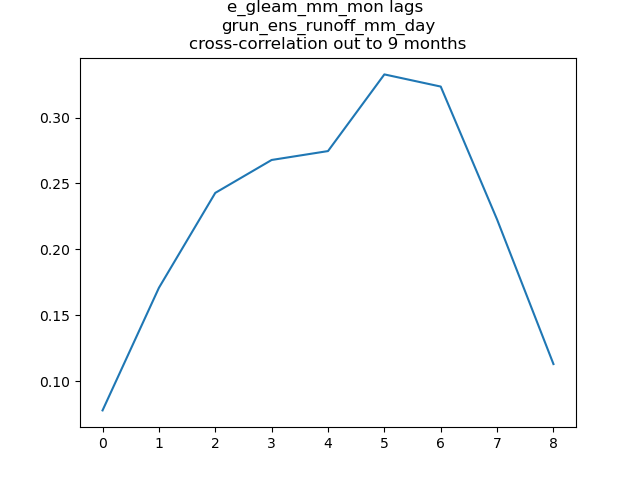 e_gleam_mm_mon lags
grun_ens_runoff_mm_day
cross-correlation out to 9 months
0.30
0.25
0.20
0.15
0.10
0 1 2 3 4 5 6 7 8